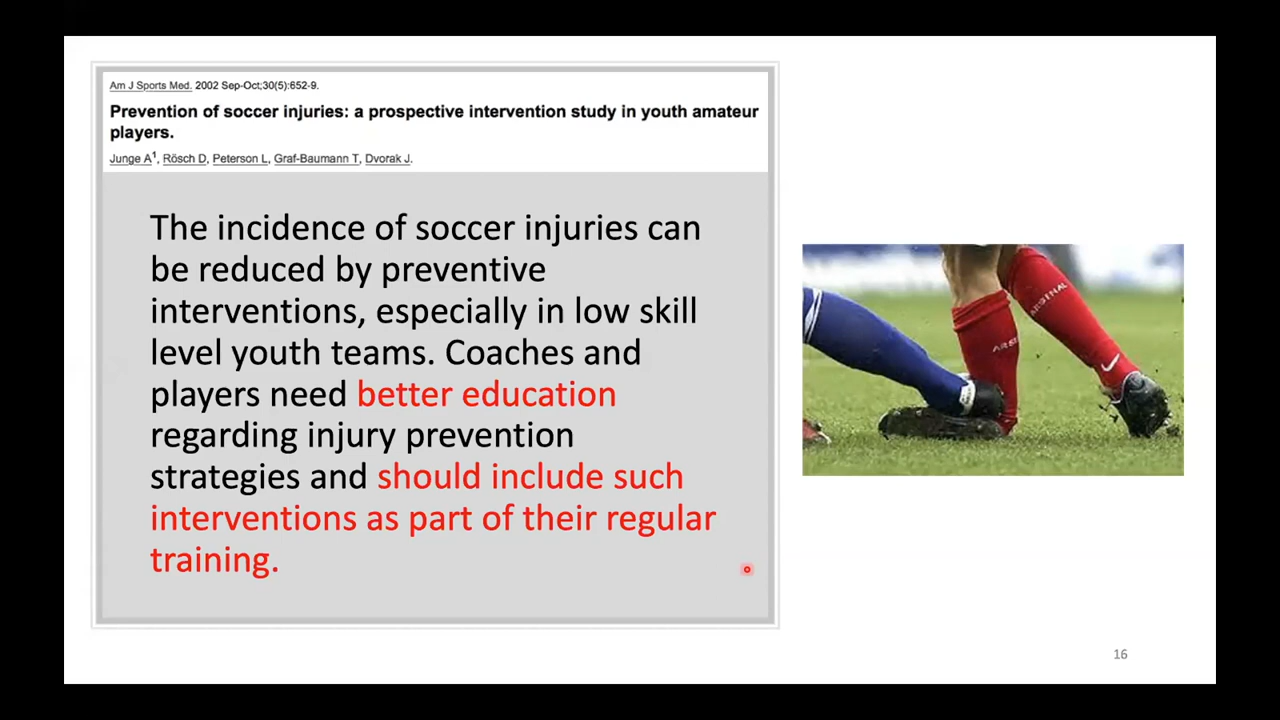 Am J Sports Med. 2002 Sep-Oct;30(5):652-9.
Prevention of soccer injuries: a prospective intervention study in youth amateur
players.
Junge A1, Rösch D, Peterson L, Graf-Baumann T, Dvorak J.
The incidence of soccer injuries can
be reduced by preventive
interventions, especially in low skill
level youth teams. Coaches and
players need better education
regarding injury prevention
strategies and should include such
interventions as part of their regular
training.
ARSENAL
16